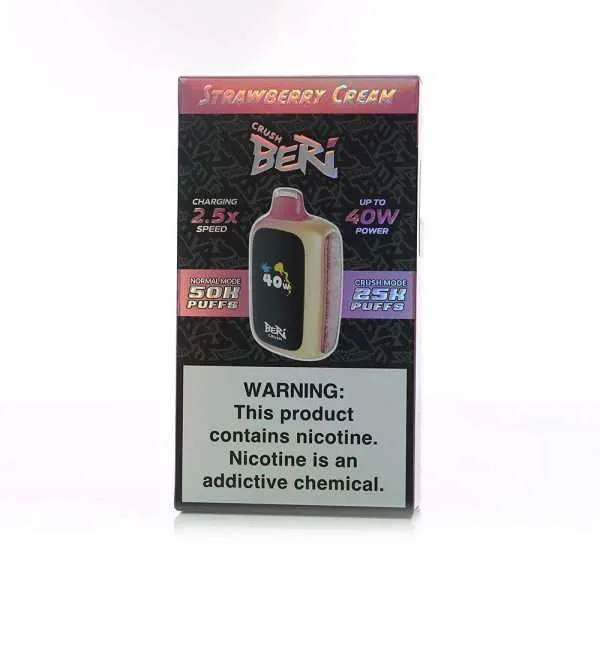 STRAWBERRY CREAM
CRUSH
BERi
CHARGING
2.5x
SPEED
UP TO
40W
POWER
NORMAL MODE
50K
PUFFS
CRUSH MODE
25K
PUFFS
40W
BERi
CRUSH
WARNING:
This product
contains nicotine.
Nicotine is an
addictive chemical.